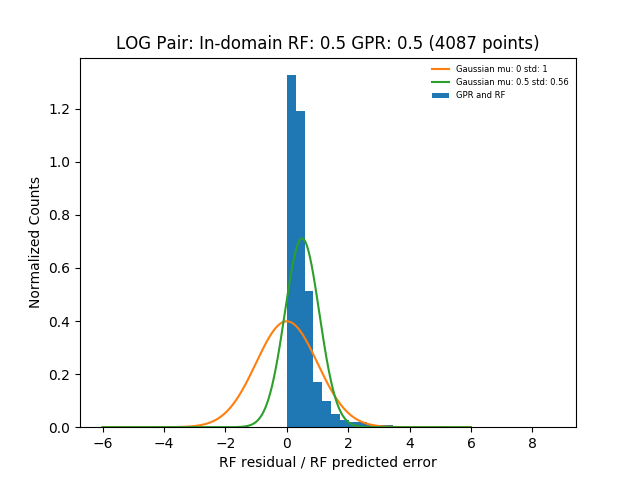 LOG Pair: In-domain RF: 0.5 GPR: 0.5 (4087 points)
Gaussian mu: 0 std: 1
Gaussian mu: 0.5 std: 0.56
GPR and RF
Normalized Counts
1.2
1.0
0.8
0.6
0.4
0.2
0.0
−6 −4 −2 0 2 4 6 8
RF residual / RF predicted error